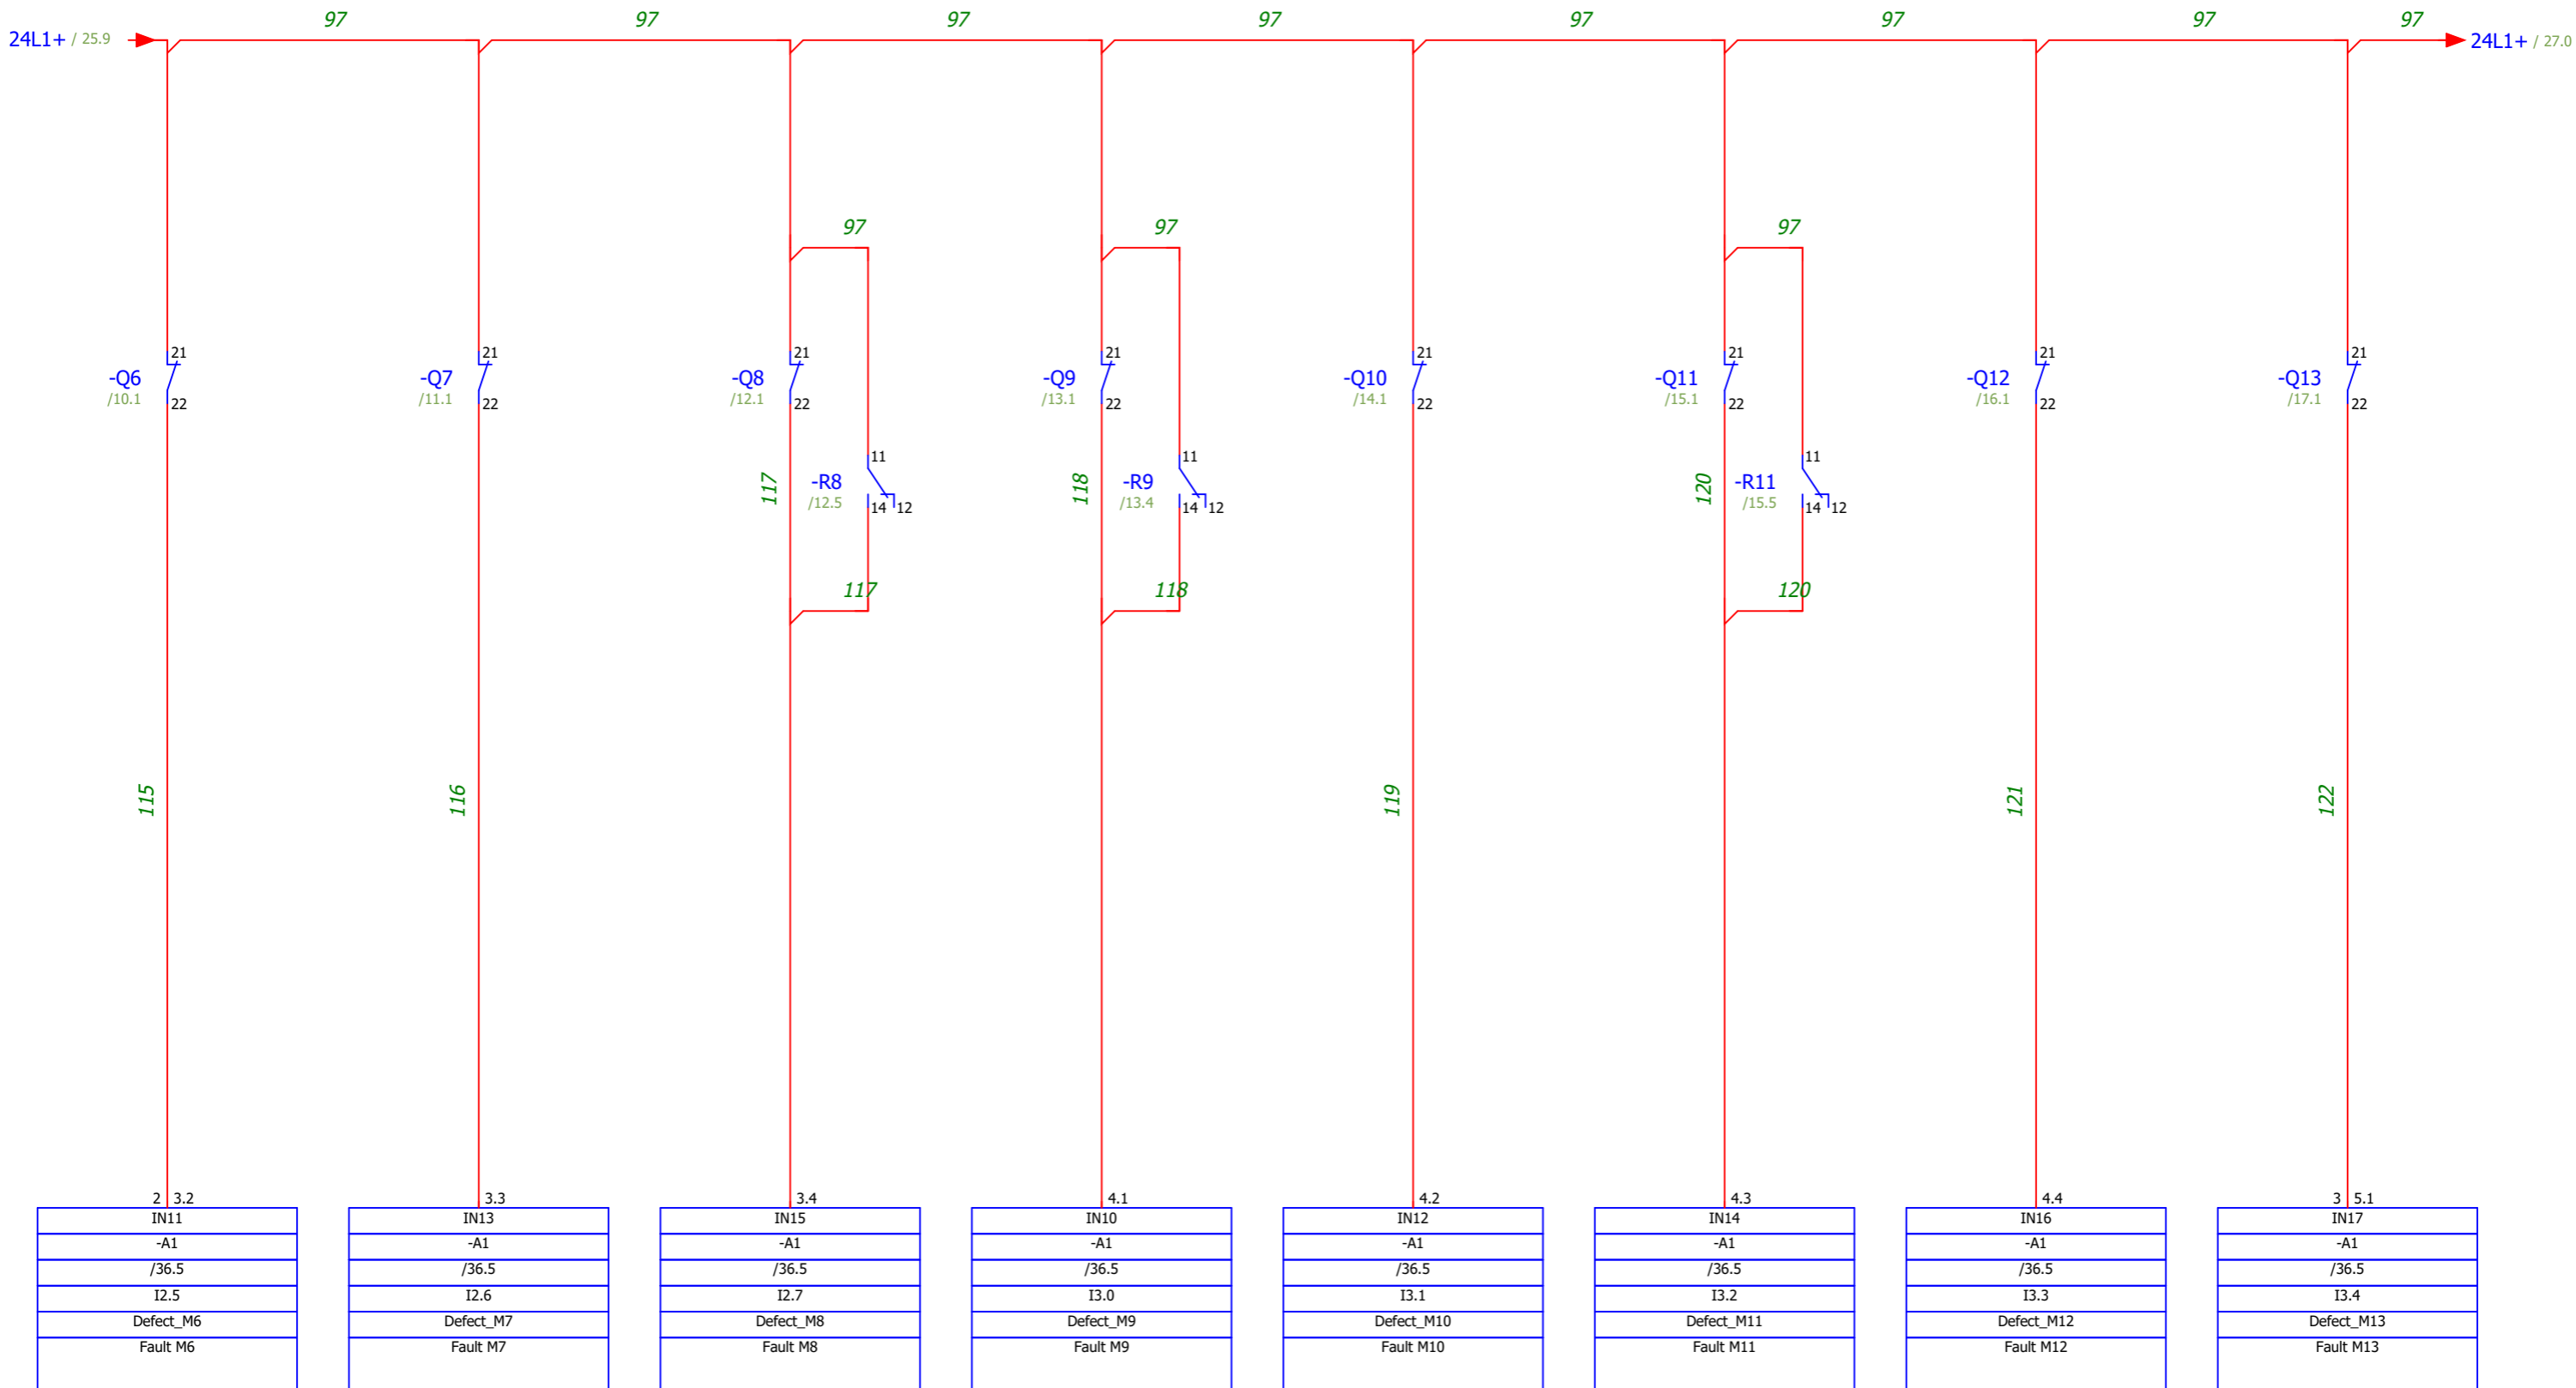 97 97 97 97 97 97 97 97
24L1+ / 25.9 24L1+ / 27.0
97 97 97
21 21 21 21 21 21 21 21
-Q6 -Q7 -Q8 -Q9 -Q10 -Q11 -Q12 -Q13
/10.1 /11.1 /12.1 /13.1 /14.1 /15.1 /16.1 /17.1
22 22 22 22 22 22 22 22
11 11 11
117 -R8 118 -R9 120 -R11
/12.5 /13.4 /15.5
14 12 14 12 14 12
117 118 120
115 116 119 121 122
2 3.2 3.3 3.4 4.1 4.2 4.3 4.4 3 5.1
IN11 IN13 IN15 IN10 IN12 IN14 IN16 IN17
-A1 -A1 -A1 -A1 -A1 -A1 -A1 -A1
/36.5 /36.5 /36.5 /36.5 /36.5 /36.5 /36.5 /36.5
I2.5 I2.6 I2.7 I3.0 I3.1 I3.2 I3.3 I3.4
Defect_M6 Defect_M7 Defect_M8 Defect_M9 Defect_M10 Defect_M11 Defect_M12 Defect_M13
Fault M6 Fault M7 Fault M8 Fault M9 Fault M10 Fault M11 Fault M12 Fault M13